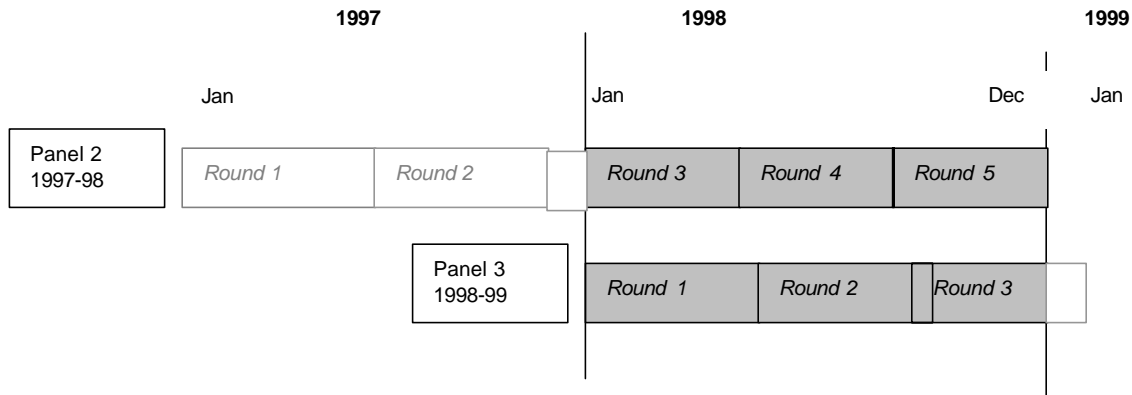 1997 1998 1999
Jan Jan Dec Jan
Panel 2
1997-98
Round 1 Round 2 Round 3 Round 4 Round 5
Panel 3
1998-99
Round 1 Round 2 Round 3